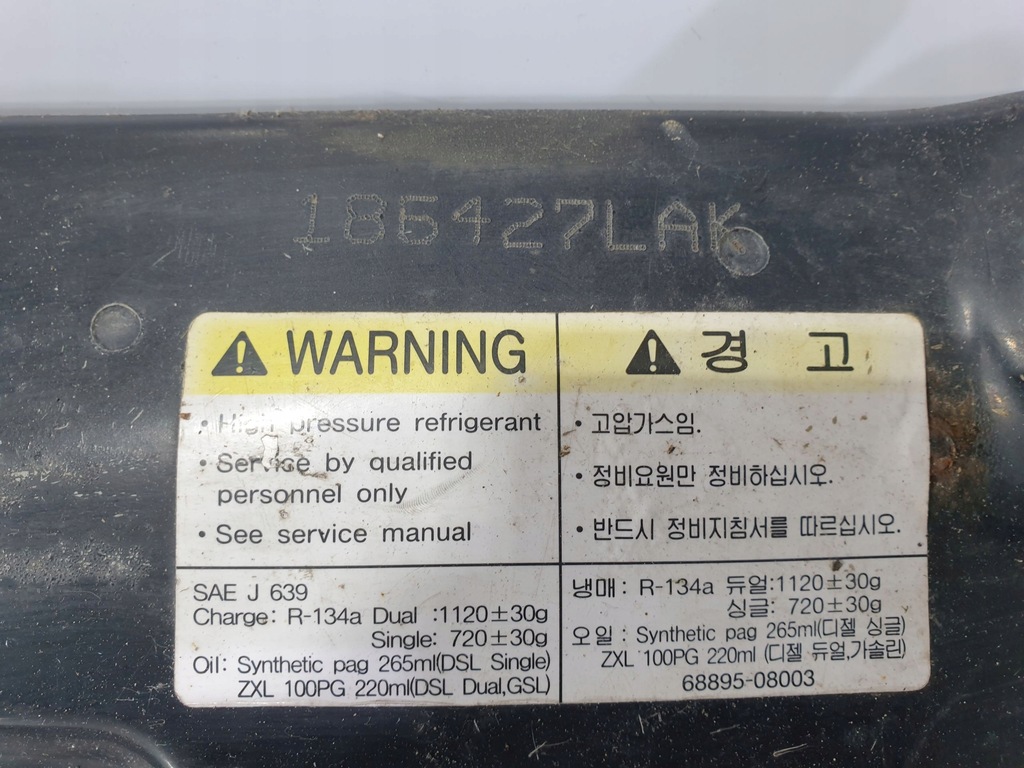 186427LAK
WARNING
• High pressure refrigerant
• Service by qualified
personnel only
• See service manual
SAE J 639
Charge: R-134a Dual :1120±30g
Single: 720±30g
Oil: Synthetic pag 265ml(DSL Single)
ZXL 100PG 220ml(DSL Dual,GSL)
경 고
• 고압가스임.
• 정비요원만 정비하십시오.
• 반드시 정비지침서를 따르십시오.
냉매: R-134a 듀얼:1120±30g
싱글: 720±30g
오일 : Synthetic pag 265ml(디젤 싱글)
ZXL 100PG 220ml (디젤 듀얼,가솔린)
68895-08003